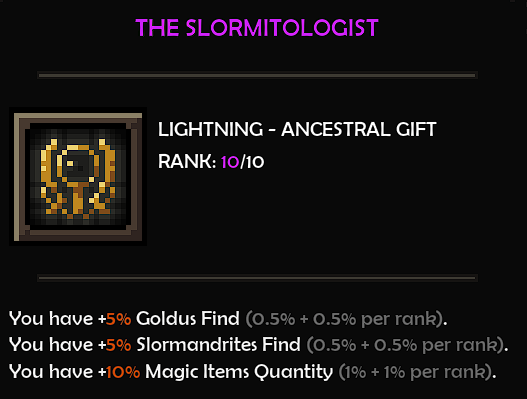 THE SLORMITOLOGIST
LIGHTNING - ANCESTRAL GIFT
RANK: 10/10
You have +5% Goldus Find (0.5% + 0.5% per rank).
You have +5% Slormandrites Find (0.5% + 0.5% per rank).
You have +10% Magic Items Quantity (1% + 1% per rank).